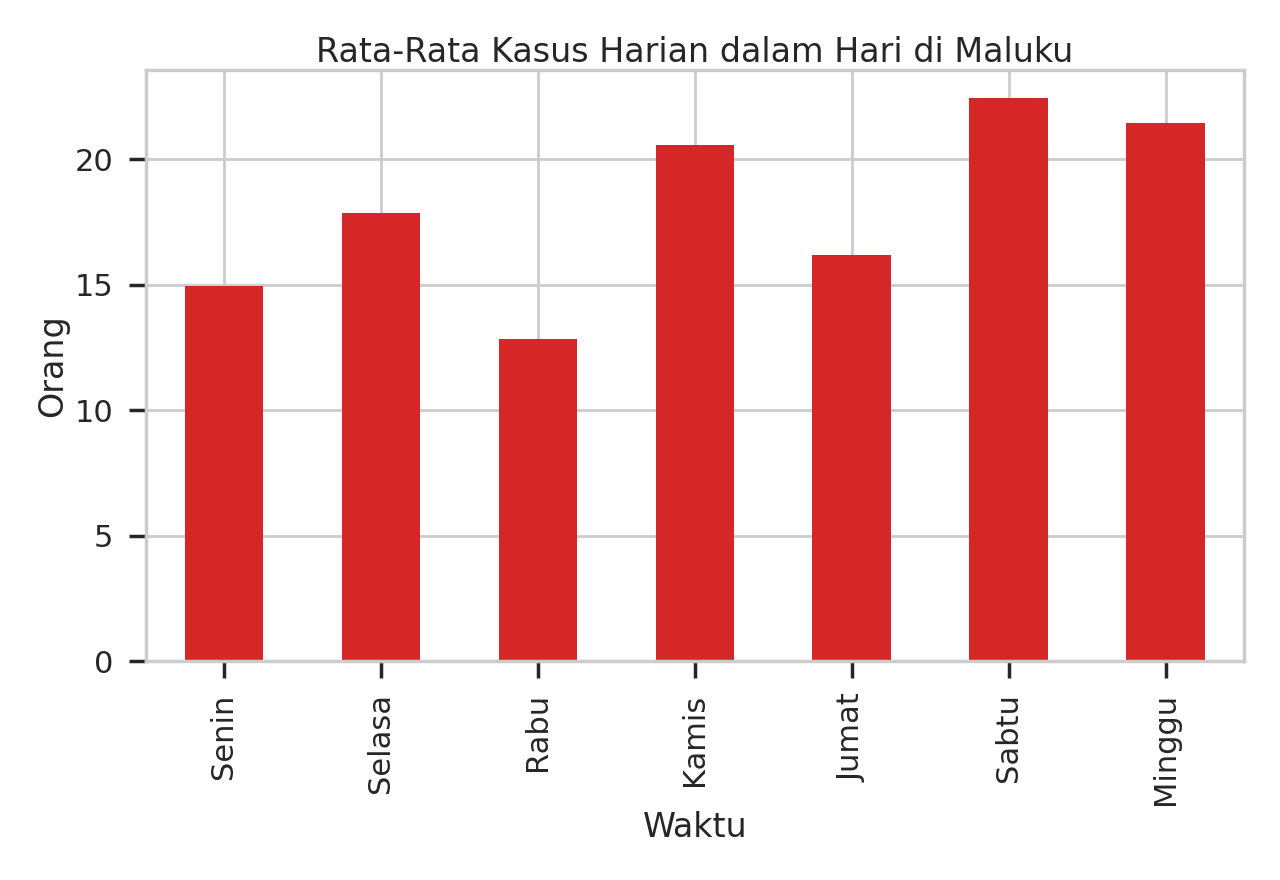 Rata-Rata Kasus Harian dalam Hari di Maluku
Orang
20
15
10
5
0
Senin
Selasa
Rabu
Kamis
Jumat
Sabtu
Minggu
Waktu